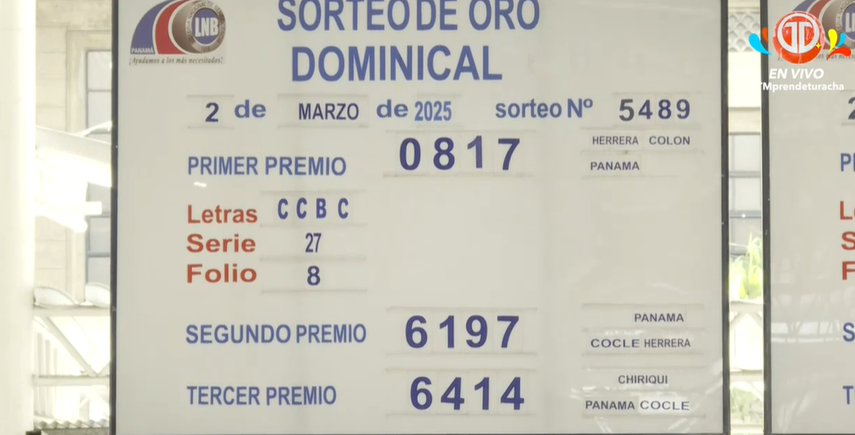 LNB
PANAMÁ
¡Ayudamos a los más necesitados!
SORTEO DE ORO
DOMINICAL
2 de MARZO de 2025 sorteo Nº 5489
PRIMER PREMIO 0817 HERRERA COLON
PANAMA
Letras C C B C
Serie 27
Folio 8
SEGUNDO PREMIO 6197 PANAMA
COCLE HERRERA
TERCER PREMIO 6414 CHIRIQUI
PANAMA COCLE
EN VIVO
TMprendeturacha